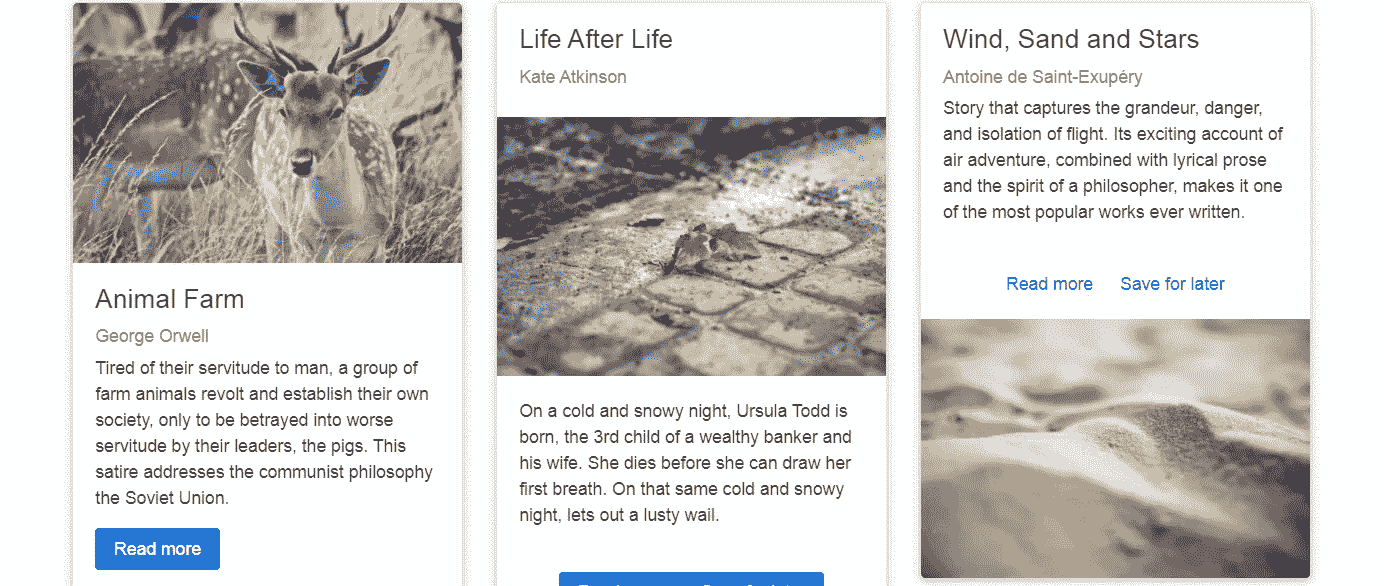 Animal Farm
George Orwell
Tired of their servitude to man, a group of
farm animals revolt and establish their own
society, only to be betrayed into worse
servitude by their leaders, the pigs. This
satire addresses the communist philosophy
the Soviet Union.
Read more
Life After Life
Kate Atkinson
On a cold and snowy night, Ursula Todd is
born, the 3rd child of a wealthy banker and
his wife. She dies before she can draw her
first breath. On that same cold and snowy
night, lets out a lusty wail.
Wind, Sand and Stars
Antoine de Saint-Exupéry
Story that captures the grandeur, danger,
and isolation of flight. Its exciting account of
air adventure, combined with lyrical prose
and the spirit of a philosopher, makes it one
of the most popular works ever written.
Read more Save for later